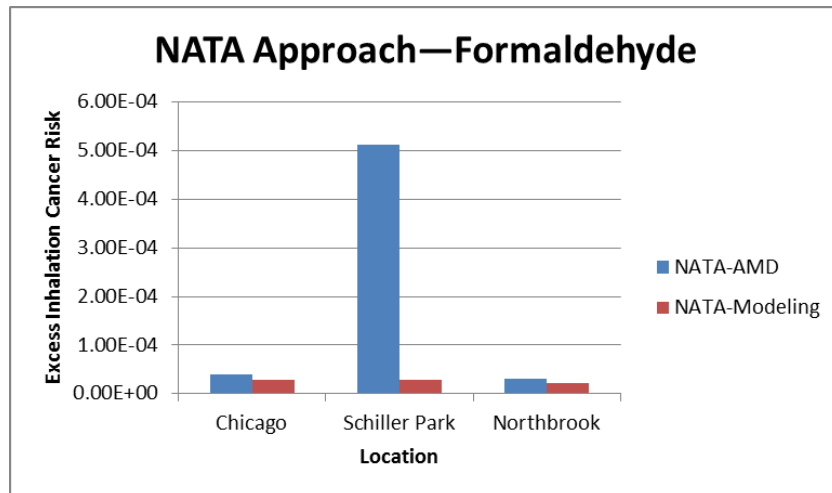 NATA Approach—Formaldehyde
Excess Inhalation Cancer Risk
6.00E-04
5.00E-04
4.00E-04
3.00E-04
2.00E-04
1.00E-04
0.00E+00
Chicago
Schiller Park
Northbrook
Location
NATA-AMD
NATA-Modeling